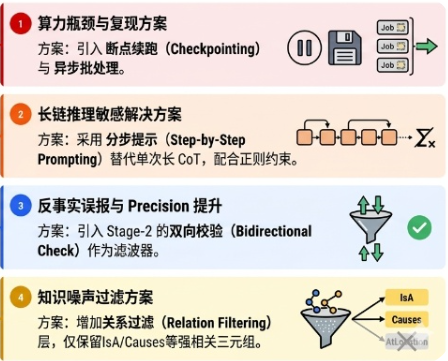 1 算力瓶颈与复现方案
方案：引入 断点续跑（Checkpointing）
与 异步批处理。
Job
Job
Job
2 长链推理敏感解决方案
方案：采用 分步提示（Step-by-Step
Prompting）替代单次长 CoT，配合正则约束。
3 反事实误报与 Precision 提升
方案：引入 Stage-2 的双向校验（Bidirectional
Check）作为滤波器。
4 知识噪声过滤方案
方案：增加关系过滤（Relation Filtering）
层，仅保留IsA/Causes等强相关三元组。
IsA
Causes
AtLocation